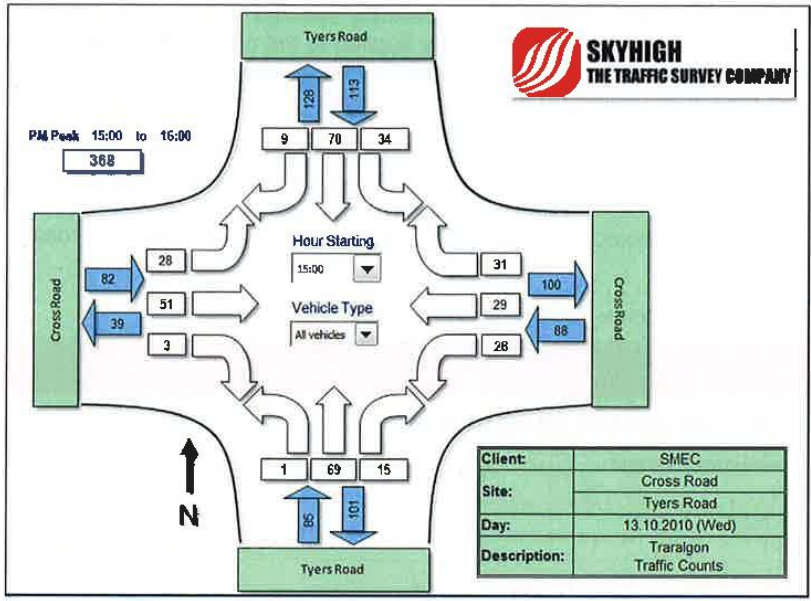 Tyers Road
SKYHIGH
THE TRAFFIC SURVEY COMPANY
128
113
PM Peak 15:00 to 16:00
368
9
70
34
Cross Road
82
39
28
51
3
Hour Starting
15:00
Vehicle Type
All vehicles
31
29
28
100
88
Cross Road
N
1
69
15
85
101
Tyers Road
Client: SMEC
Site: Cross Road
Tyers Road
Day: 13.10.2010 (Wed)
Description: Traralgon
Traffic Counts